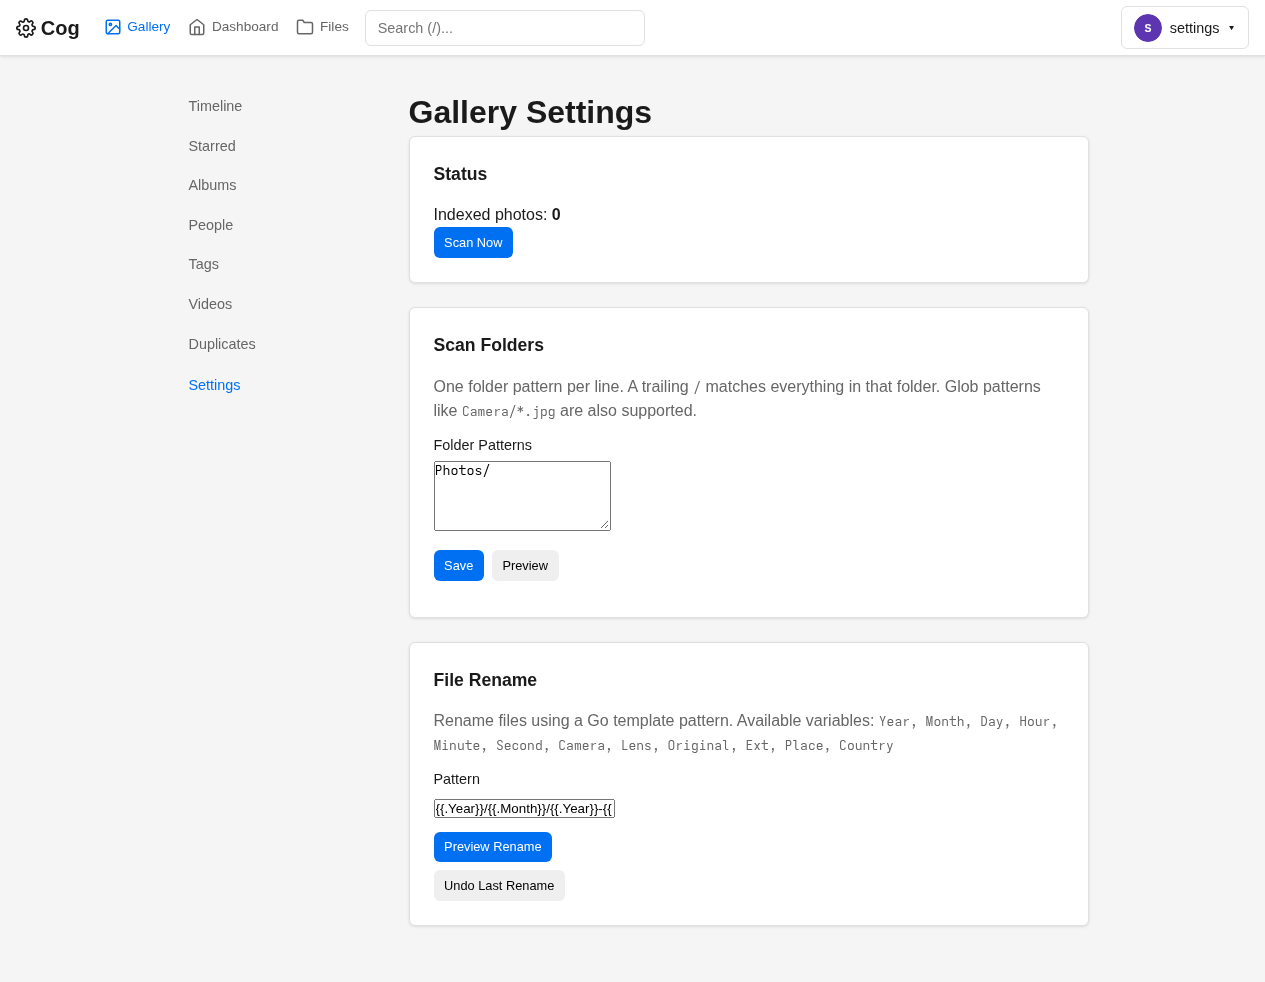 Cog
Gallery
Dashboard
Files
Search (/)...
S
settings
Timeline
Starred
Albums
People
Tags
Videos
Duplicates
Settings
Gallery Settings
Status
Indexed photos: 0
Scan Now
Scan Folders
One folder pattern per line. A trailing / matches everything in that folder. Glob patterns
like Camera/*.jpg are also supported.
Folder Patterns
Photos/
Save
Preview
File Rename
Rename files using a Go template pattern. Available variables: Year, Month, Day, Hour,
Minute, Second, Camera, Lens, Original, Ext, Place, Country
Pattern
{{.Year}}/{{.Month}}/{{.Year}}-{{
Preview Rename
Undo Last Rename